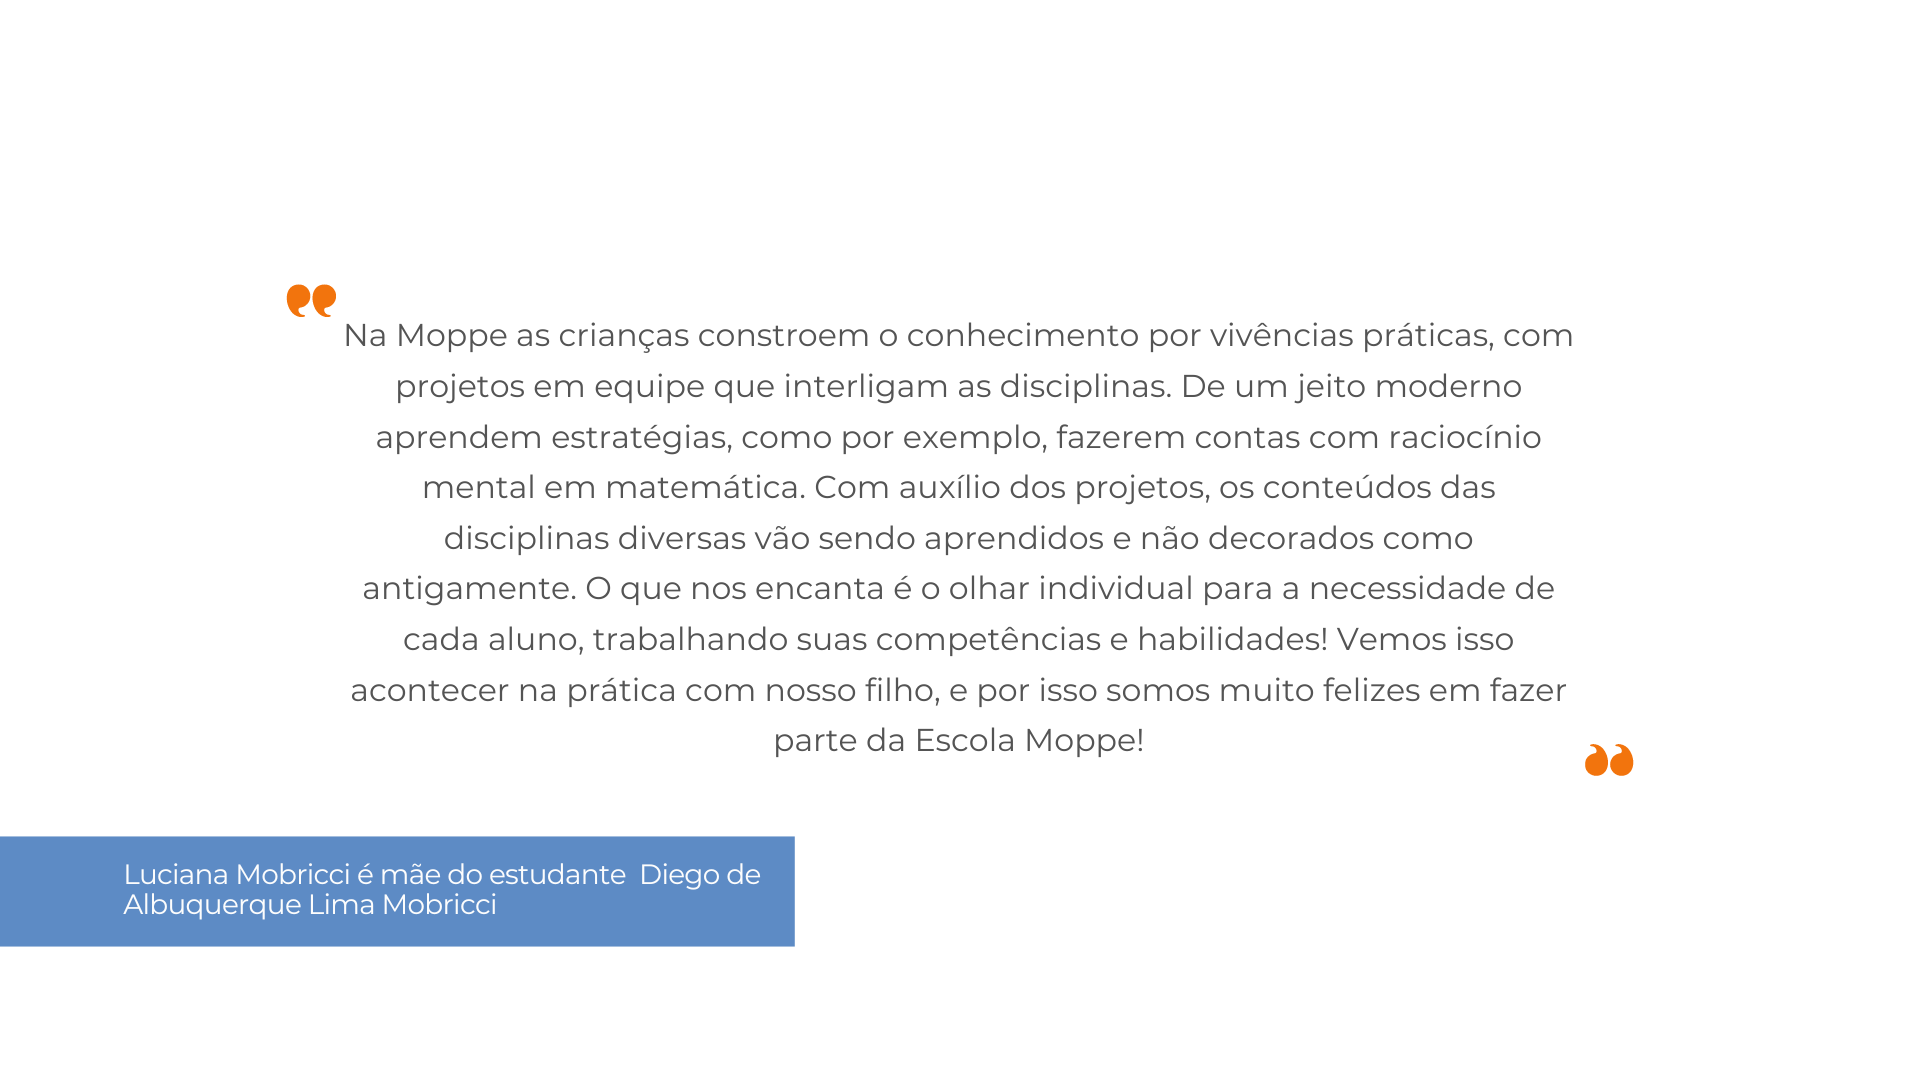 Na Moppe as crianças constroem o conhecimento por vivências práticas, com
projetos em equipe que interligam as disciplinas. De um jeito moderno
aprendem estratégias, como por exemplo, fazerem contas com raciocínio
mental em matemática. Com auxílio dos projetos, os conteúdos das
disciplinas diversas vão sendo aprendidos e não decorados como
antigamente. O que nos encanta é o olhar individual para a necessidade de
cada aluno, trabalhando suas competências e habilidades! Vemos isso
acontecer na prática com nosso filho, e por isso somos muito felizes em fazer
parte da Escola Moppe!
Luciana Mobricci é mãe do estudante  Diego de
Albuquerque Lima Mobricci